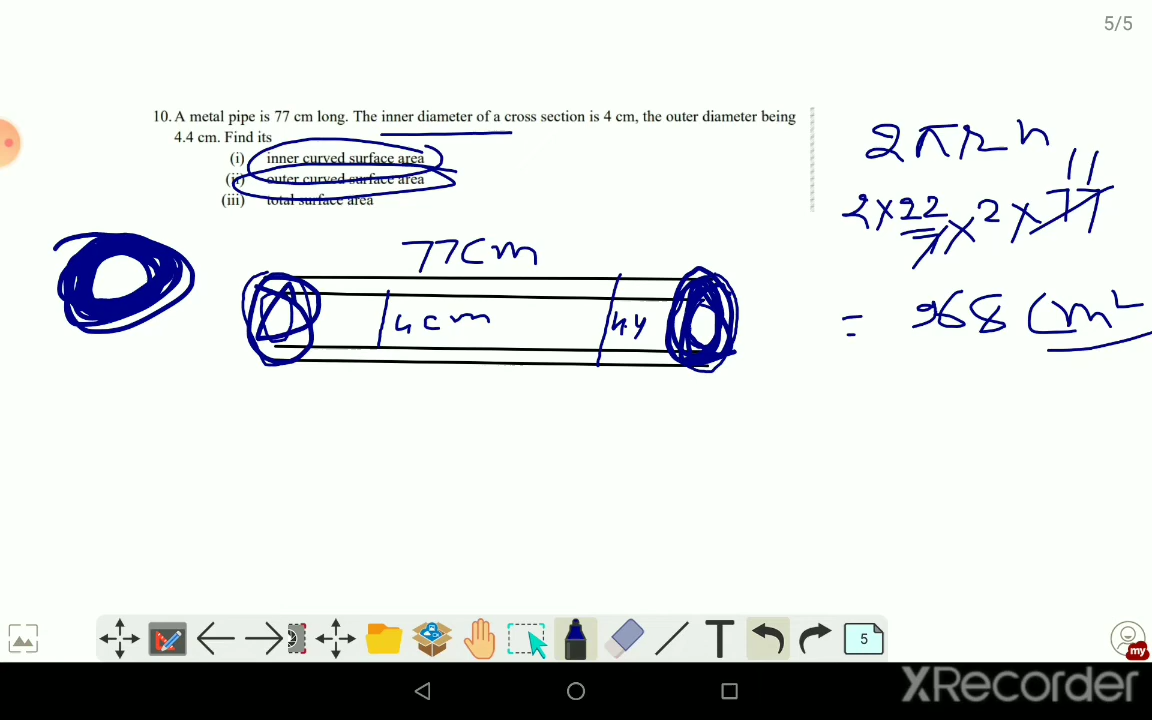 5/5
10. A metal pipe is 77 cm long. The inner diameter of a cross section is 4 cm, the outer diameter being
4.4 cm. Find its
(i) inner curved surface area
(ii) outer curved surface area
(iii) total surface area
2πrh
11
2 × 22/7 × 2 × 77
= 968 cm²
77cm
4cm
4.4
T
5
my
XRecorder